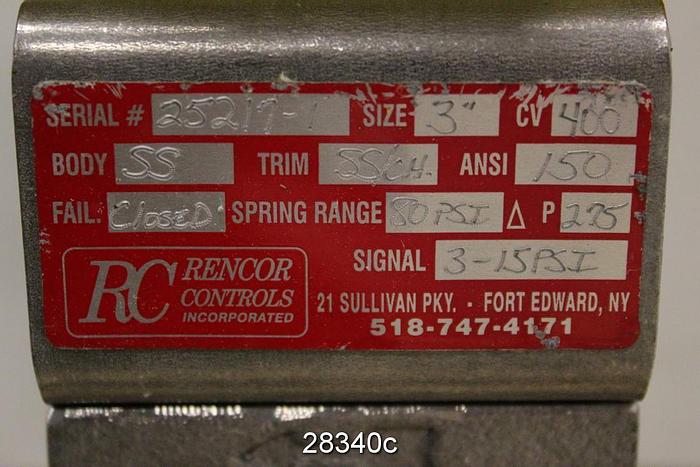 SERIAL # 25217-1 SIZE 3" CV 400
BODY SS TRIM SS/CH. ANSI 150
FAIL. CLOSED SPRING RANGE 80 PSI Δ P 275
SIGNAL 3-15 PSI
RC RENCOR
CONTROLS
INCORPORATED
21 SULLIVAN PKY. - FORT EDWARD, NY
518-747-4171
28340c